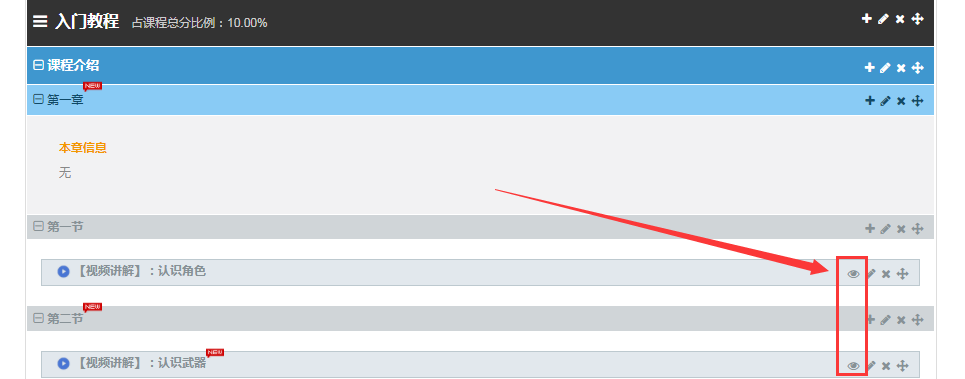 入门教程 占课程总分比例：10.00%
课程介绍
NEW
第一章
本章信息
无
第一节
【视频讲解】：认识角色
NEW
第二节
NEW
【视频讲解】：认识武器